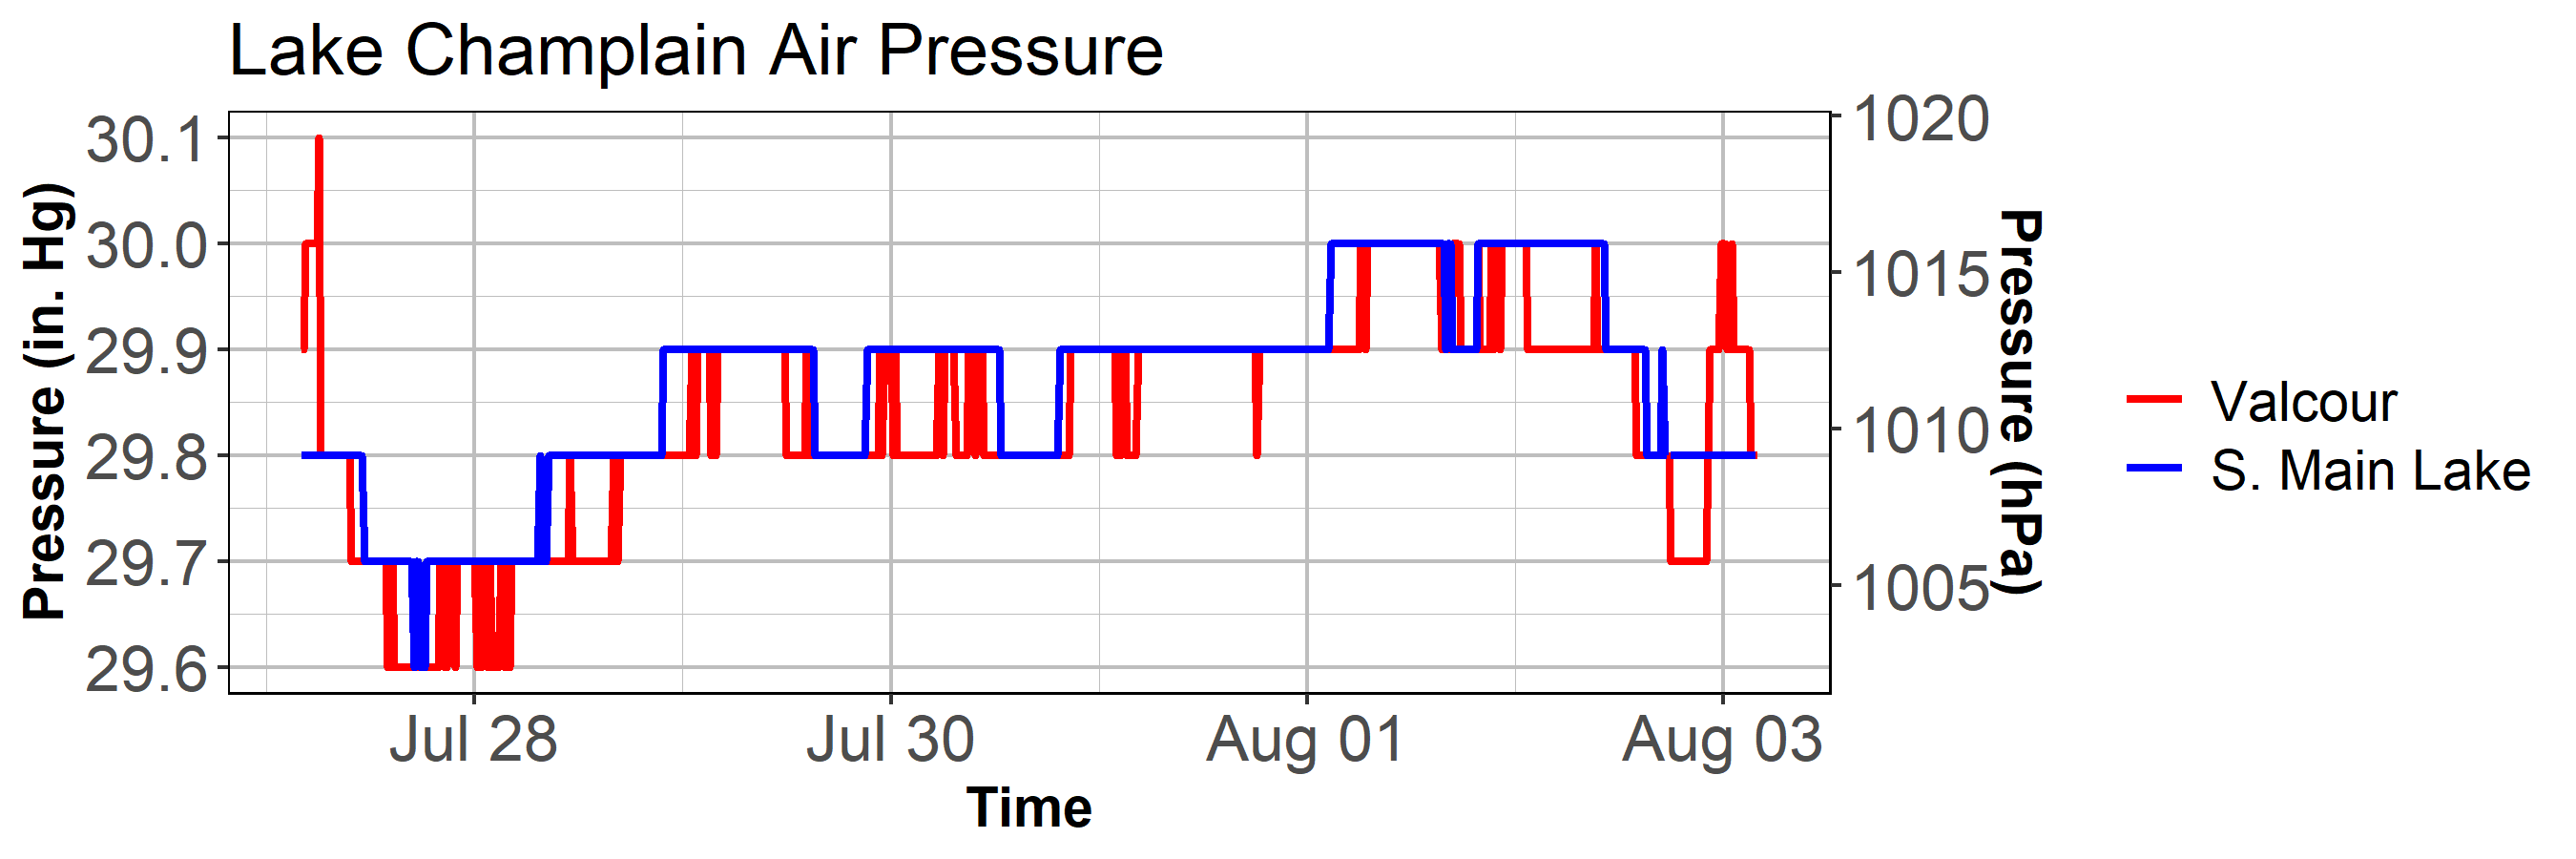 Lake Champlain Air Pressure
Pressure (in. Hg)
30.1
30.0
29.9
29.8
29.7
29.6
1020
1015
1010
1005
Pressure (hPa)
Jul 28
Jul 30
Aug 01
Aug 03
Time
Valcour
S. Main Lake